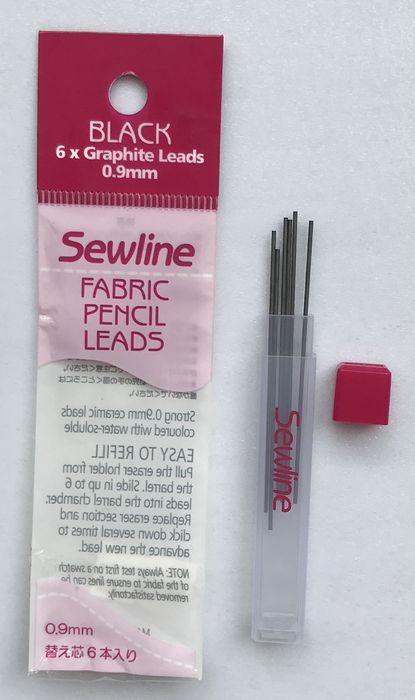 BLACK
6 x Graphite Leads
0.9mm
Sewline
FABRIC
PENCIL
LEADS
Strong 0.9mm ceramic leads
coloured with water-soluble
EASY TO REFILL
Pull the eraser holder from
the barrel. Slide in up to 6
leads into the barrel chamber.
Replace eraser section and
click down several times to
advance the new lead.
NOTE: Always test first on a swatch
of fabric to ensure lines can be
removed satisfactorily.
0.9mm
替え芯6本入り
Sewline